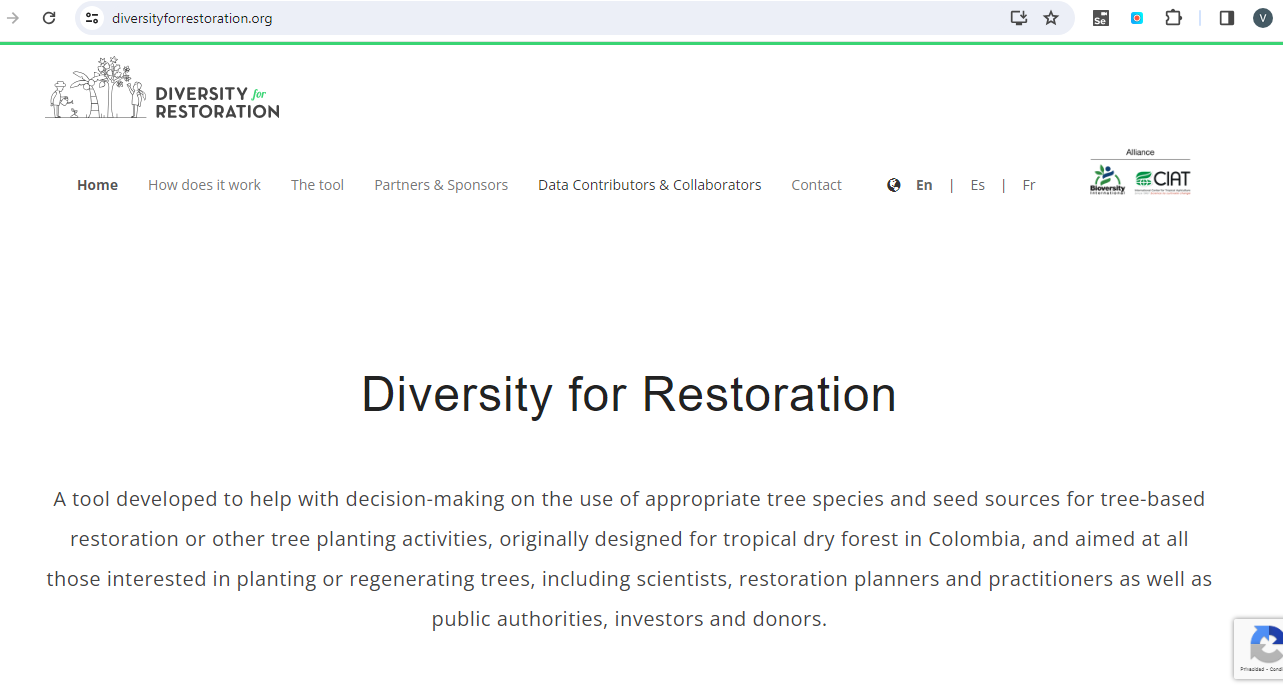 diversityforrestoration.org
Se
V
DIVERSITY for
RESTORATION
Alliance
Bioversity
International
CIAT
Home How does it work The tool Partners & Sponsors Data Contributors & Collaborators Contact En | Es | Fr
Diversity for Restoration
A tool developed to help with decision-making on the use of appropriate tree species and seed sources for tree-based
restoration or other tree planting activities, originally designed for tropical dry forest in Colombia, and aimed at all
those interested in planting or regenerating trees, including scientists, restoration planners and practitioners as well as
public authorities, investors and donors.
Privacidad - Condi